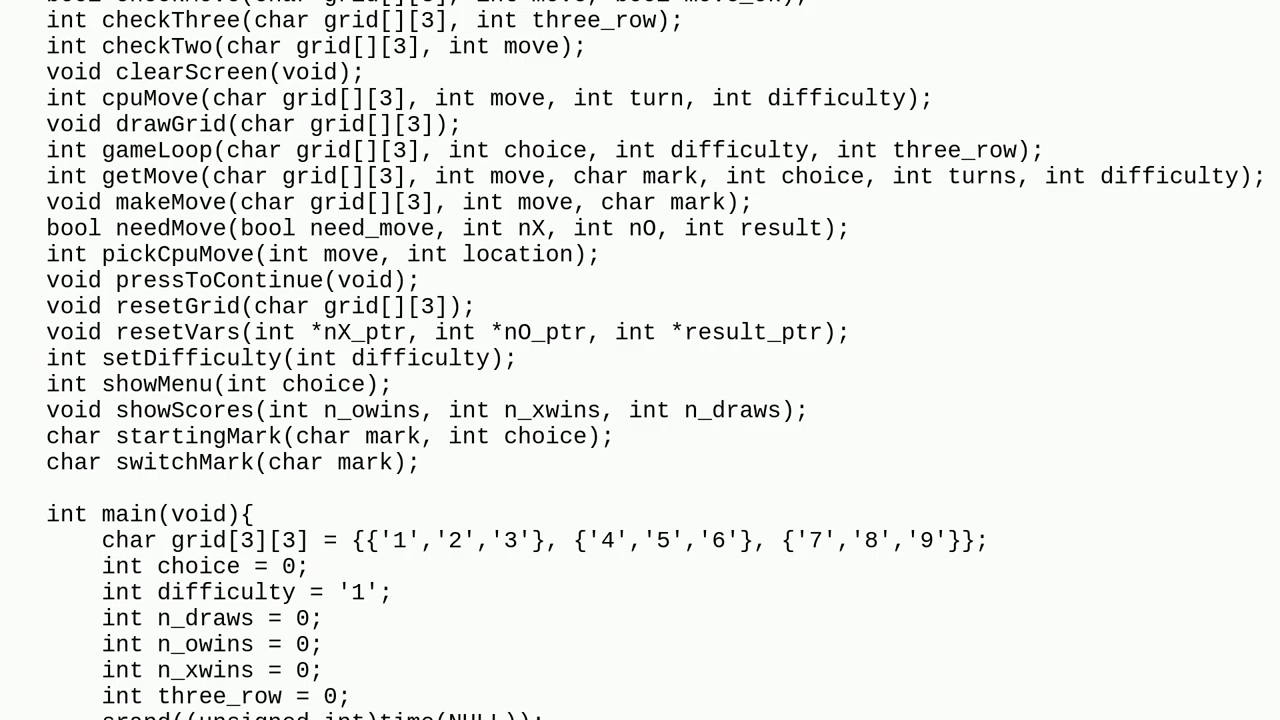 int checkThree(char grid[][3], int three_row);
int checkTwo(char grid[][3], int move);
void clearScreen(void);
int cpuMove(char grid[][3], int move, int turn, int difficulty);
void drawGrid(char grid[][3]);
int gameLoop(char grid[][3], int choice, int difficulty, int three_row);
int getMove(char grid[][3], int move, char mark, int choice, int turns, int difficulty);
void makeMove(char grid[][3], int move, char mark);
bool needMove(bool need_move, int nX, int nO, int result);
int pickCpuMove(int move, int location);
void pressToContinue(void);
void resetGrid(char grid[][3]);
void resetVars(int *nX_ptr, int *nO_ptr, int *result_ptr);
int setDifficulty(int difficulty);
int showMenu(int choice);
void showScores(int n_owins, int n_xwins, int n_draws);
char startingMark(char mark, int choice);
char switchMark(char mark);

int main(void){
    char grid[3][3] = {{'1','2','3'}, {'4','5','6'}, {'7','8','9'}};
    int choice = 0;
    int difficulty = '1';
    int n_draws = 0;
    int n_owins = 0;
    int n_xwins = 0;
    int three_row = 0;
    srand((unsigned int)time(NULL));